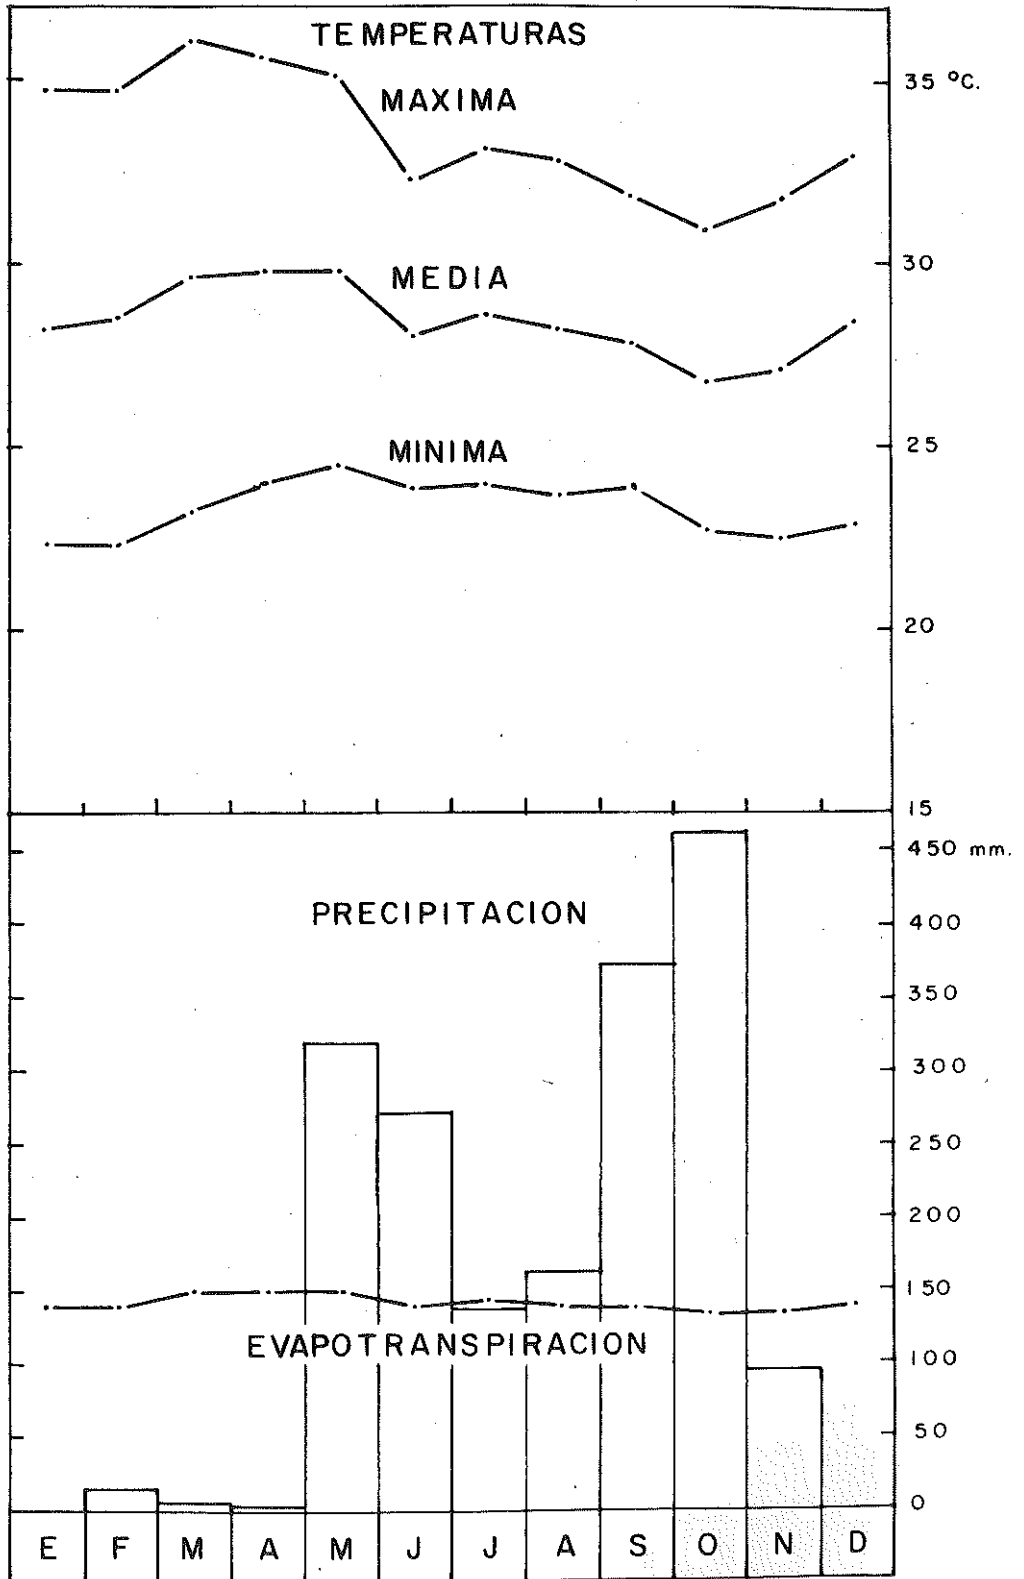 TEMPERATURAS
35 °C.
MAXIMA
30
MEDIA
25
MINIMA
20
15
450 mm.
PRECIPITACION
400
350
300
250
200
150
EVAPOTRANSPIRACION
100
50
0
E F M A M J J A S O N D